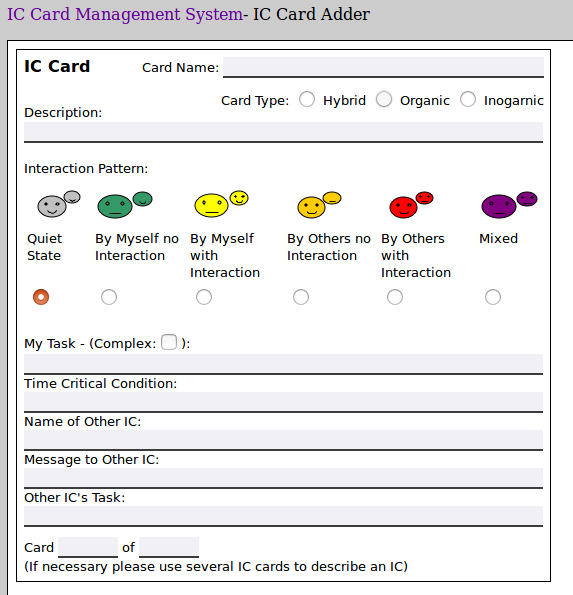 IC Card Management System- IC Card Adder
IC Card
Card Name:
Card Type: Hybrid Organic Inogarnic
Description:
Interaction Pattern:
Quiet State
By Myself no Interaction
By Myself with Interaction
By Others no Interaction
By Others with Interaction
Mixed
My Task - (Complex: ):
Time Critical Condition:
Name of Other IC:
Message to Other IC:
Other IC's Task:
Card of
(If necessary please use several IC cards to describe an IC)